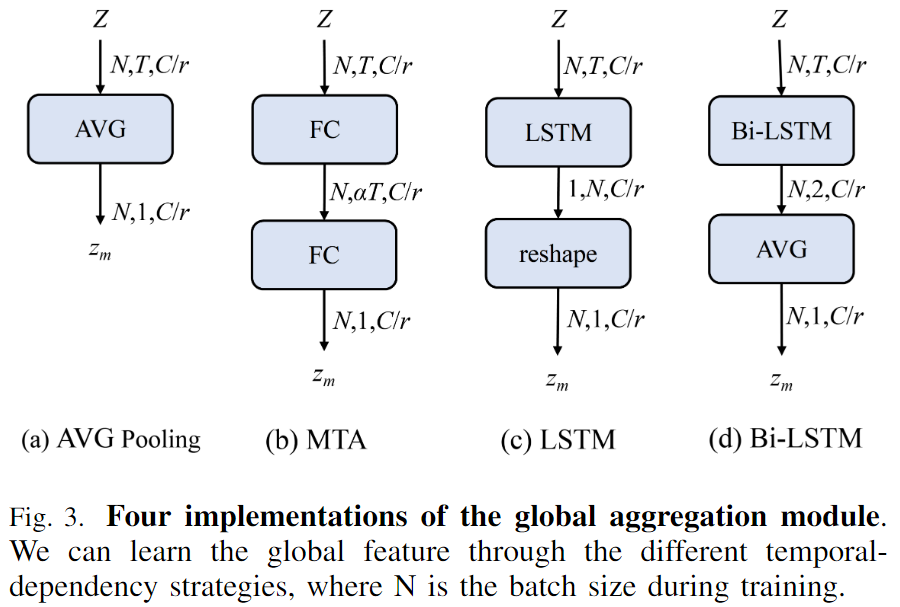 Z
N,T,C/r
AVG
N,1,C/r
z_m
(a) AVG Pooling
Z
N,T,C/r
FC
N,αT,C/r
FC
N,1,C/r
z_m
(b) MTA
Z
N,T,C/r
LSTM
1,N,C/r
reshape
N,1,C/r
z_m
(c) LSTM
Z
N,T,C/r
Bi-LSTM
N,2,C/r
AVG
N,1,C/r
z_m
(d) Bi-LSTM
Fig. 3. Four implementations of the global aggregation module.
We can learn the global feature through the different temporal-
dependency strategies, where N is the batch size during training.